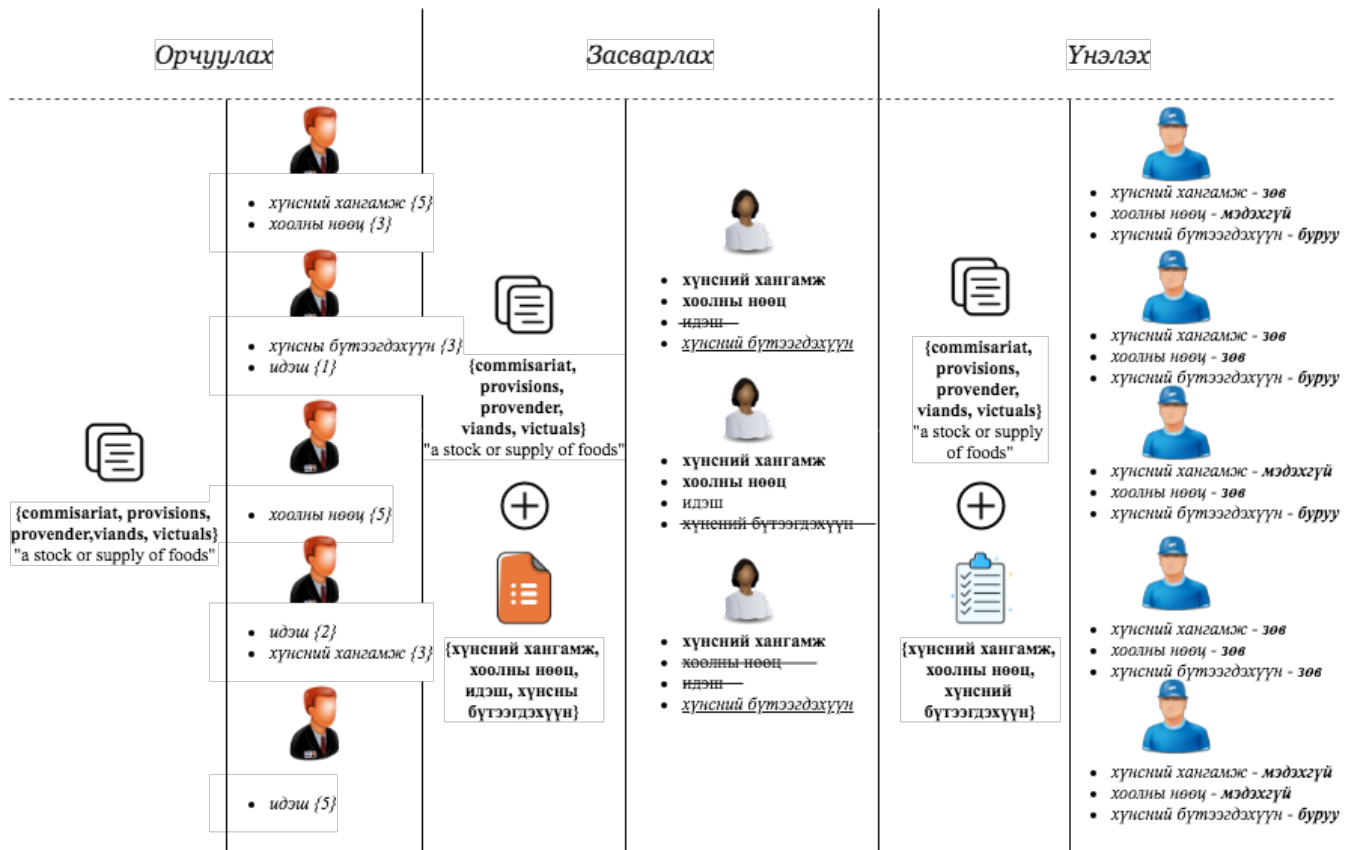 Орчуулах
Засварлах
Үнэлэх
{commisariat, provisions,
provender,viands, victuals}
"a stock or supply of foods"
хүнсний хангамж {5}
хоолны нөөц {3}
хүнсны бүтээгдэхүүн {3}
идэш {1}
хоолны нөөц {5}
идэш {2}
хүнсний хангамж {3}
идэш {5}
{commisariat,
provisions,
provender,
viands, victuals}
"a stock or supply of foods"
{хүнсний хангамж,
хоолны нөөц,
идэш, хүнсны
бүтээгдэхүүн}
хүнсний хангамж
хоолны нөөц
идэш
хүнсний бүтээгдэхүүн
хүнсний хангамж
хоолны нөөц
идэш
хүнсний бүтээгдэхүүн
хүнсний хангамж
хоолны нөөц
идэш
хүнсний бүтээгдэхүүн
{commisariat,
provisions,
provender,
viands, victuals}
"a stock or supply
of foods"
{хүнсний хангамж,
хоолны нөөц,
хүнсний
бүтээгдэхүүн}
хүнсний хангамж - зөв
хоолны нөөц - мэдэхгүй
хүнсний бүтээгдэхүүн - буруу
хүнсний хангамж - зөв
хоолны нөөц - зөв
хүнсний бүтээгдэхүүн - буруу
хүнсний хангамж - мэдэхгүй
хоолны нөөц - зөв
хүнсний бүтээгдэхүүн - буруу
хүнсний хангамж - зөв
хоолны нөөц - зөв
хүнсний бүтээгдэхүүн - зөв
хүнсний хангамж - мэдэхгүй
хоолны нөөц - мэдэхгүй
хүнсний бүтээгдэхүүн - буруу